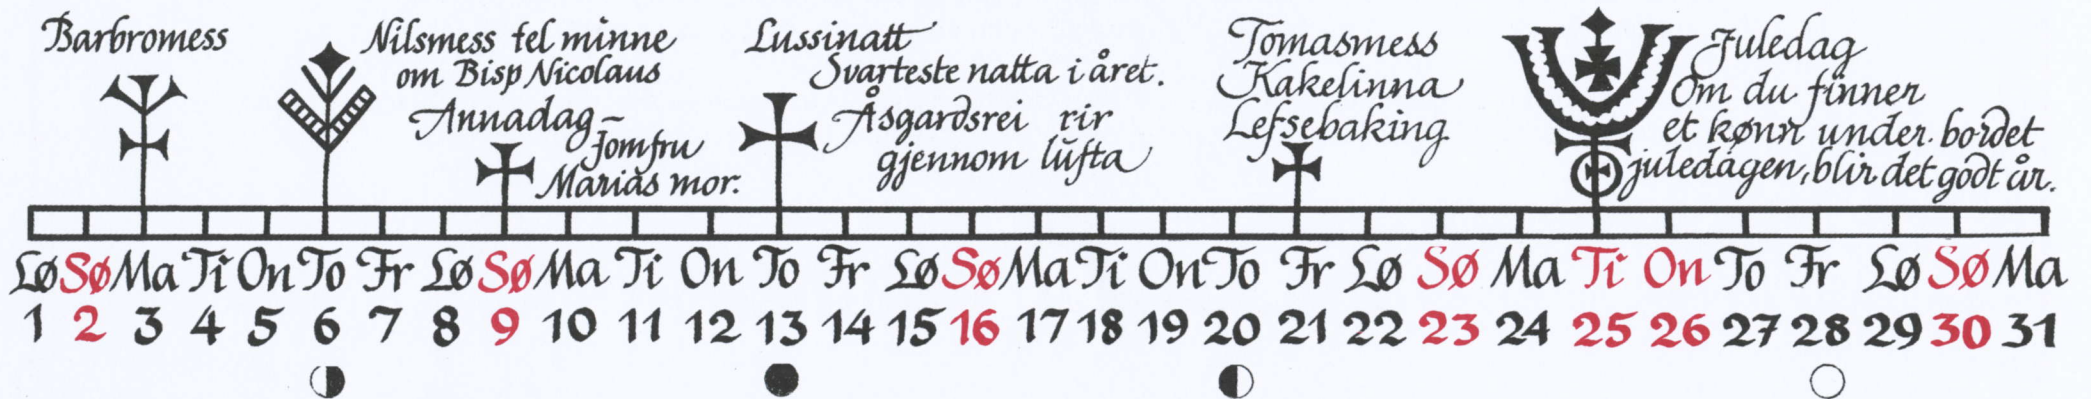 Barbromess
Nilsmess tel minne
om Bisp Nicolaus
Annadag –
Jomfru
Marias mor.
Lussinatt
Svarteste natta i året.
Åsgardsrei rir
gjennom lufta
Tomasmess
Kakelinna
Lefsebaking
Juledag
Om du finner
et kønn under bordet
juledagen, blir det godt år.
Lø Sø Ma Ti On To Fr Lø Sø Ma Ti On To Fr Lø Sø Ma Ti On To Fr Lø Sø Ma Ti On To Fr Lø Sø Ma
1 2 3 4 5 6 7 8 9 10 11 12 13 14 15 16 17 18 19 20 21 22 23 24 25 26 27 28 29 30 31